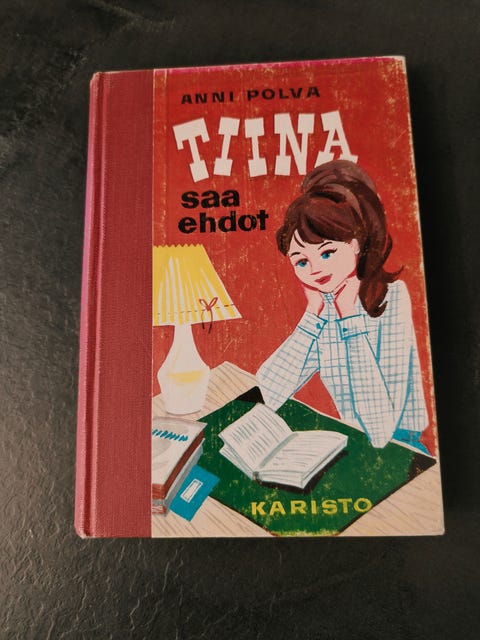 ANNI POLVA
TIINA
saa
ehdot
KARISTO